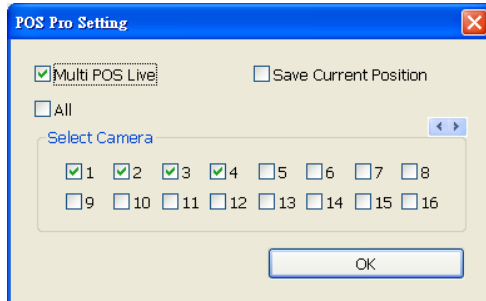 POS Pro Setting
Multi POS Live Save Current Position
All
Select Camera
1 2 3 4 5 6 7 8
9 10 11 12 13 14 15 16
OK